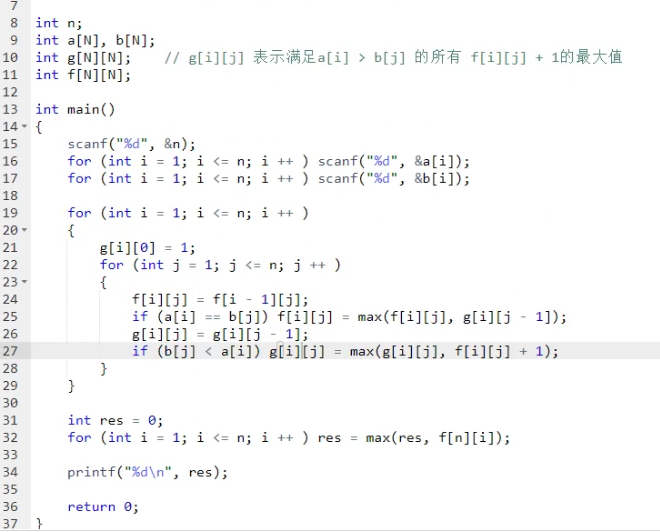 7
8 int n;
9 int a[N], b[N];
10 int g[N][N];    // g[i][j] 表示满足a[i] > b[j] 的所有 f[i][j] + 1的最大值
11 int f[N][N];
12
13 int main()
14 {
15     scanf("%d", &n);
16     for (int i = 1; i <= n; i ++ ) scanf("%d", &a[i]);
17     for (int i = 1; i <= n; i ++ ) scanf("%d", &b[i]);
18
19     for (int i = 1; i <= n; i ++ )
20     {
21         g[i][0] = 1;
22         for (int j = 1; j <= n; j ++ )
23         {
24             f[i][j] = f[i - 1][j];
25             if (a[i] == b[j]) f[i][j] = max(f[i][j], g[i][j - 1]);
26             g[i][j] = g[i][j - 1];
27             if (b[j] < a[i]) g[i][j] = max(g[i][j], f[i][j] + 1);
28         }
29     }
30
31     int res = 0;
32     for (int i = 1; i <= n; i ++ ) res = max(res, f[n][i]);
33
34     printf("%d\n", res);
35
36     return 0;
37 }